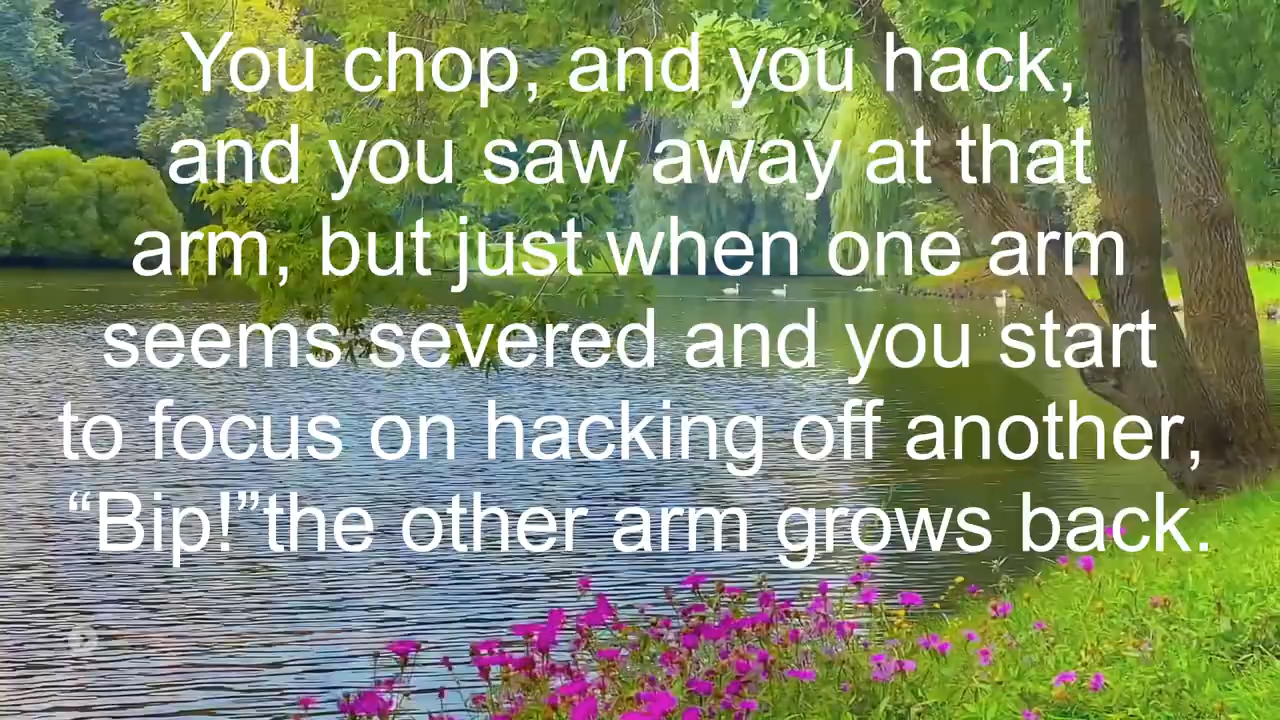 You chop, and you hack,
and you saw away at that
arm, but just when one arm
seems severed and you start
to focus on hacking off another,
“Bip!”the other arm grows back.